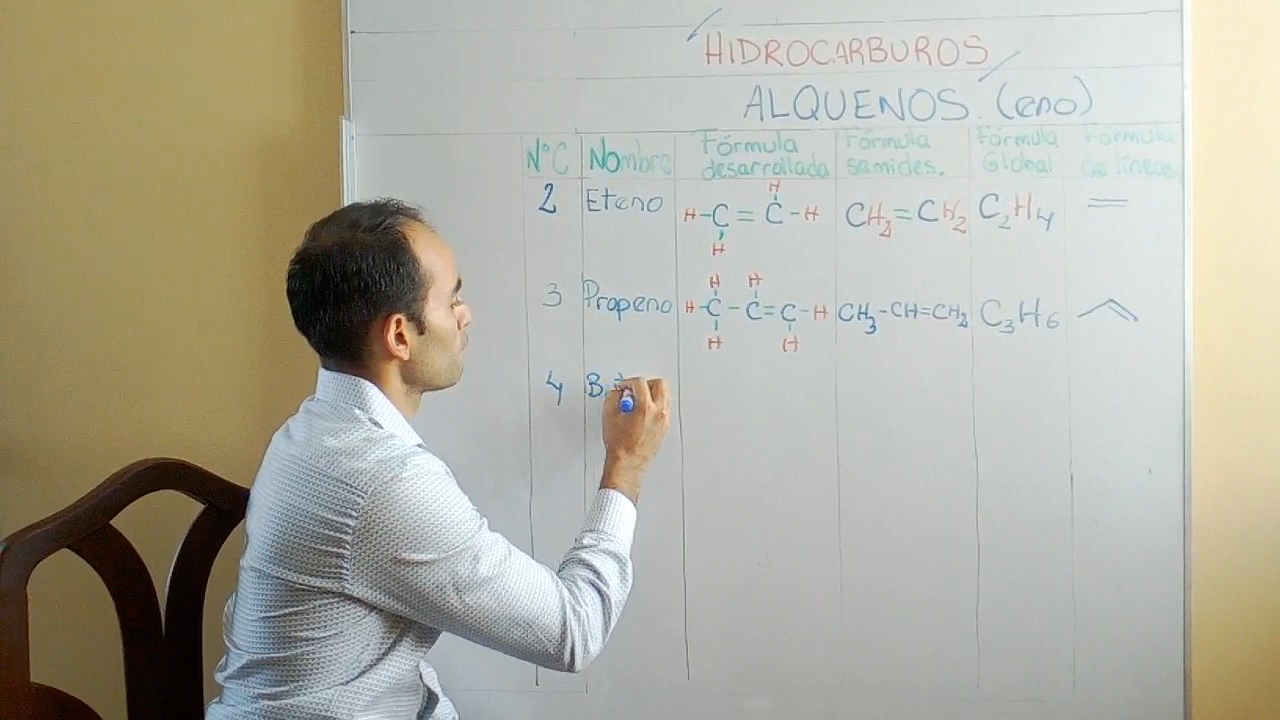 HIDROCARBUROS
ALQUENOS. (eno)
N°C Nombre Fórmula desarrollada Fórmula semides. Fórmula Global Fórmula de líneas
2 Eteno H-C=C-H H H CH2=CH2 C2H4
3 Propeno H-C-C=C-H H H H H CH3-CH=CH2 C3H6
4 B